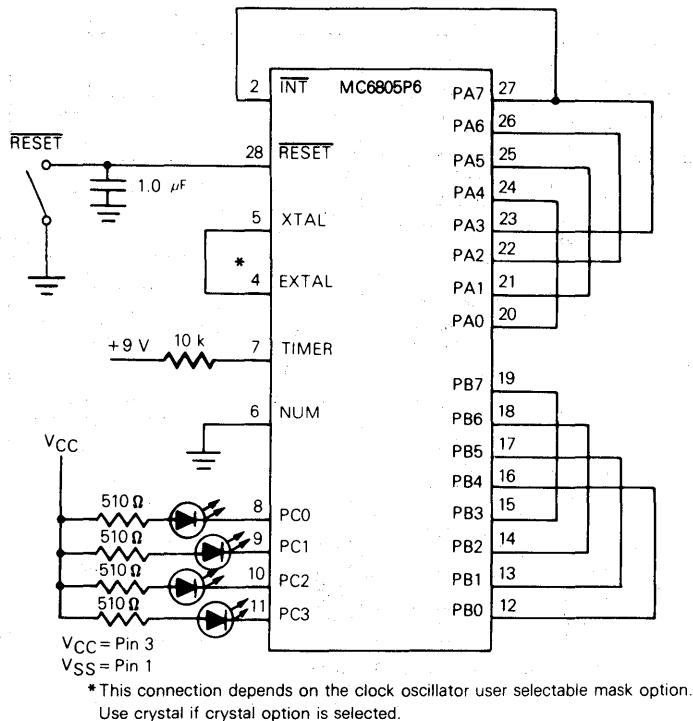 MC6805P6
2 INT PA7 27
PA6 26
RESET
28 RESET PA5 25
1.0 μF
PA4 24
5 XTAL PA3 23
*
PA2 22
4 EXTAL PA1 21
PA0 20
+9 V 10 k 7 TIMER
PB7 19
6 NUM PB6 18
VCC
PB5 17
PB4 16
510 Ω 8 PC0 PB3 15
510 Ω 9 PC1 PB2 14
510 Ω 10 PC2 PB1 13
510 Ω 11 PC3 PB0 12
VCC = Pin 3
VSS = Pin 1
*This connection depends on the clock oscillator user selectable mask option.
Use crystal if crystal option is selected.